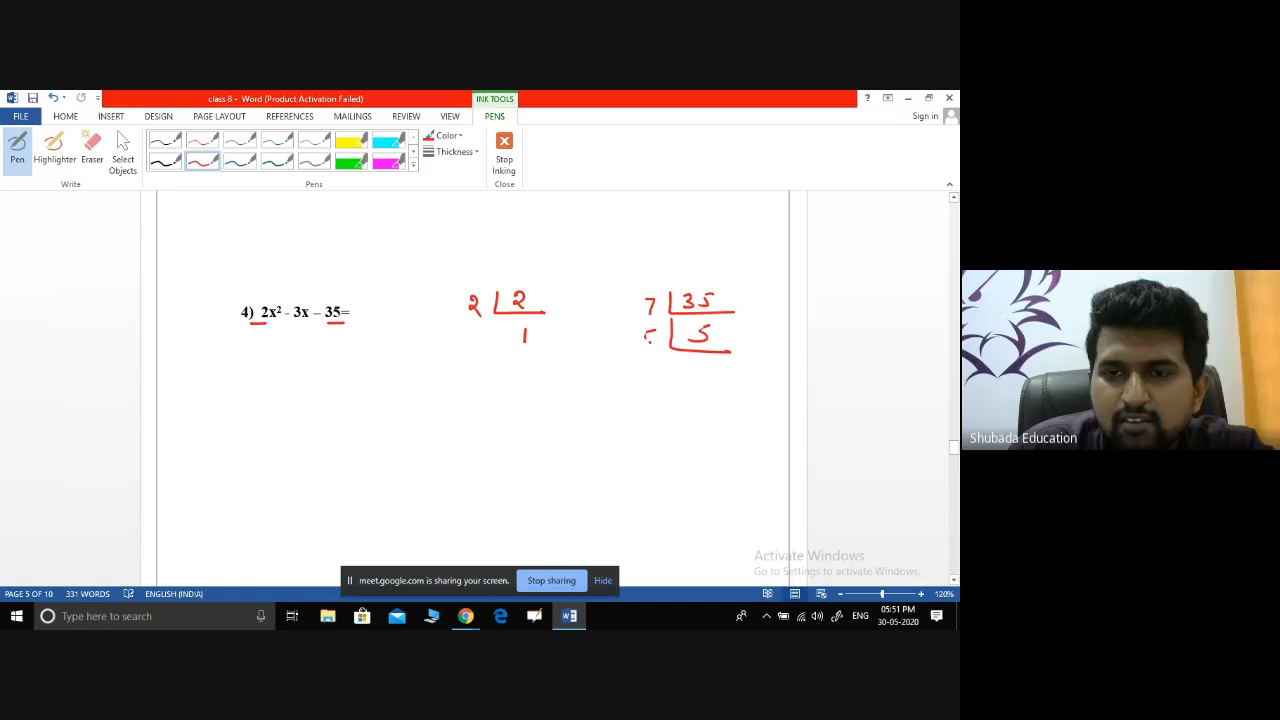 class 8 - Word (Product Activation Failed)
INK TOOLS
?
FILE
HOME
INSERT
DESIGN
PAGE LAYOUT
REFERENCES
MAILINGS
REVIEW
VIEW
PENS
Sign in
Pen
Highlighter
Eraser
Select
Objects
Color
Thickness
Stop
Inking
Write
Pens
Close
4) 2x² - 3x – 35=
2 2
1
7 35
5 5
Shubada Education
Activate Windows
Go to Settings to activate Windows.
meet.google.com is sharing your screen.
Stop sharing
Hide
PAGE 5 OF 10
331 WORDS
ENGLISH (INDIA)
120%
Type here to search
ENG
05:51 PM
30-05-2020